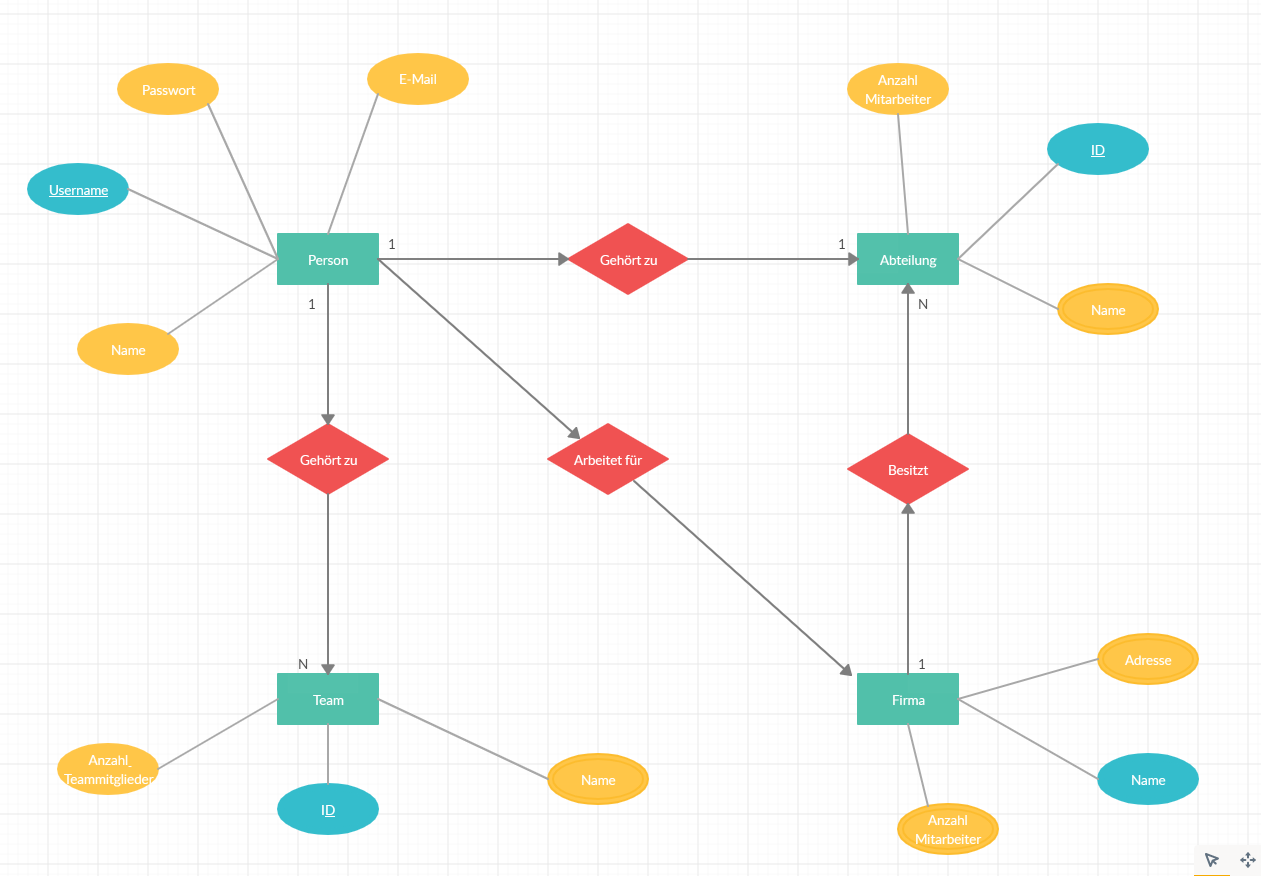 E-Mail
Passwort
Anzahl
Mitarbeiter
ID
Username
1
1
Person
Gehört zu
Abteilung
1
N
Name
Name
Gehört zu
Arbeitet für
Besitzt
N
1
Adresse
Team
Firma
Anzahl_
Teammitglieder
Name
Name
ID
Anzahl
Mitarbeiter